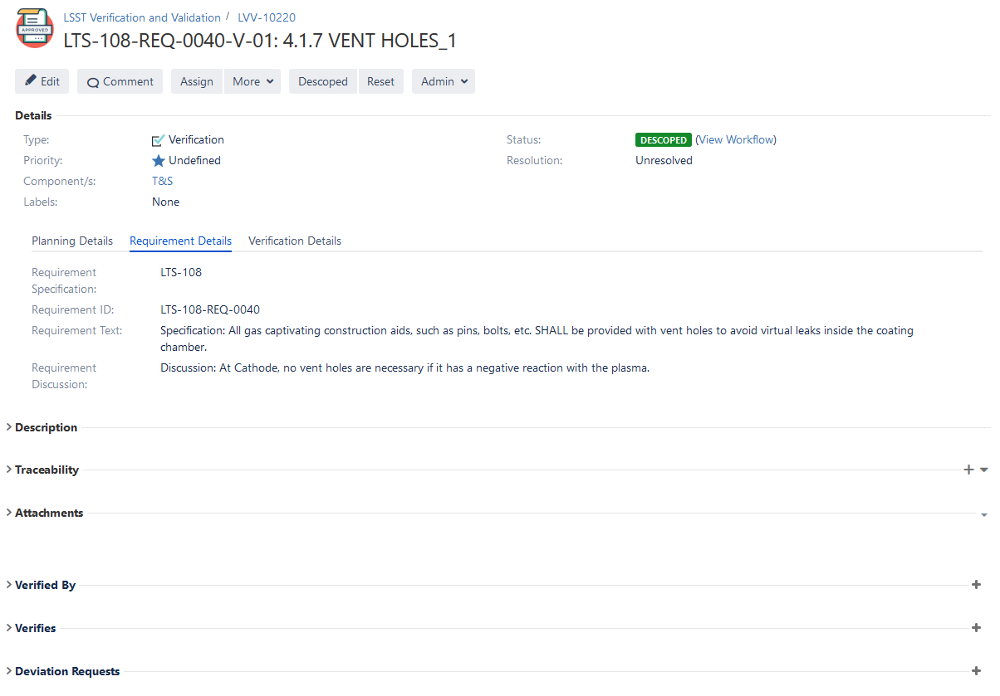 LSST Verification and Validation / LVV-10220
APPROVED
LTS-108-REQ-0040-V-01: 4.1.7 VENT HOLES_1
Edit Comment Assign More Descoped Reset Admin
Details
Type: Verification Status: DESCOPED (View Workflow)
Priority: Undefined Resolution: Unresolved
Component/s: T&S
Labels: None
Planning Details Requirement Details Verification Details
Requirement Specification: LTS-108
Requirement ID: LTS-108-REQ-0040
Requirement Text: Specification: All gas captivating construction aids, such as pins, bolts, etc. SHALL be provided with vent holes to avoid virtual leaks inside the coating
chamber.
Requirement Discussion: Discussion: At Cathode, no vent holes are necessary if it has a negative reaction with the plasma.
Description
Traceability
Attachments
Verified By
Verifies
Deviation Requests